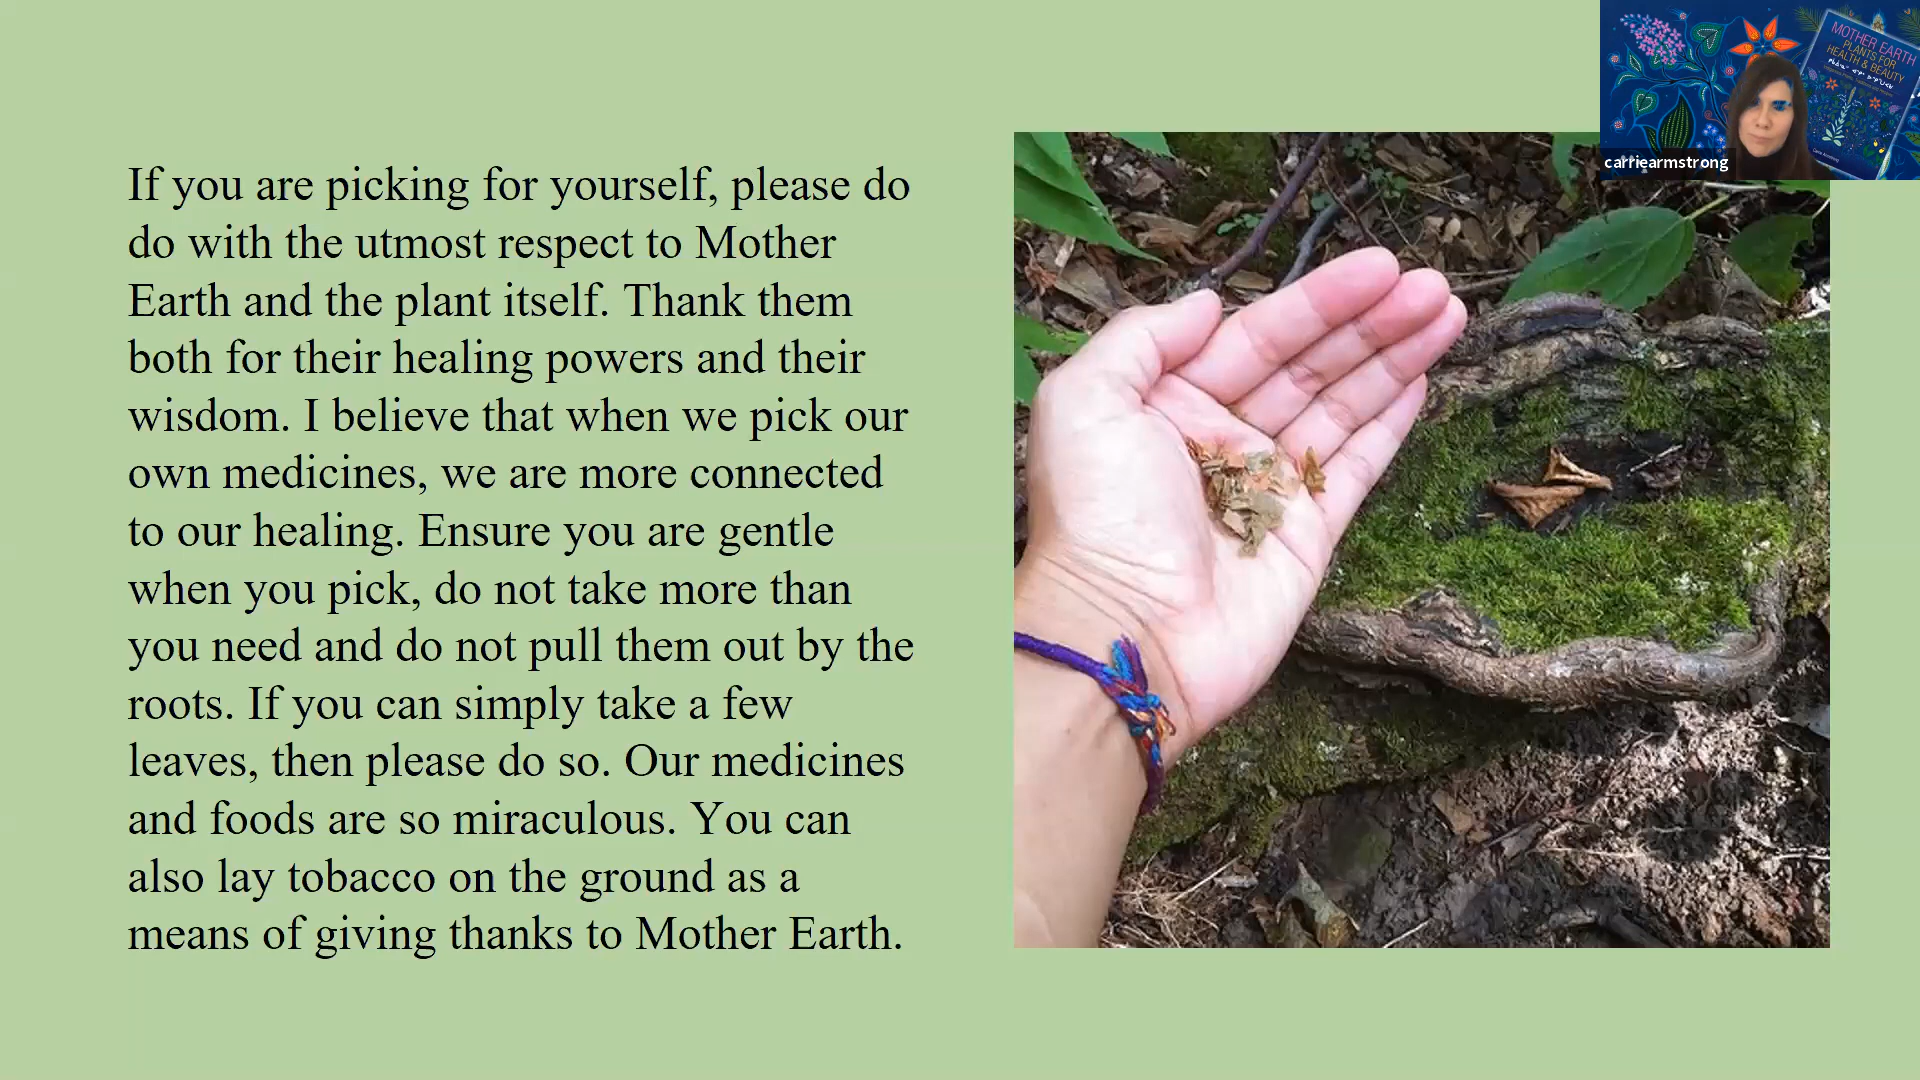 If you are picking for yourself, please do
do with the utmost respect to Mother
Earth and the plant itself. Thank them
both for their healing powers and their
wisdom. I believe that when we pick our
own medicines, we are more connected
to our healing. Ensure you are gentle
when you pick, do not take more than
you need and do not pull them out by the
roots. If you can simply take a few
leaves, then please do so. Our medicines
and foods are so miraculous. You can
also lay tobacco on the ground as a
means of giving thanks to Mother Earth.
MOTHER EARTH
PLANTS FOR
HEALTH & BEAUTY
carriearmstrong